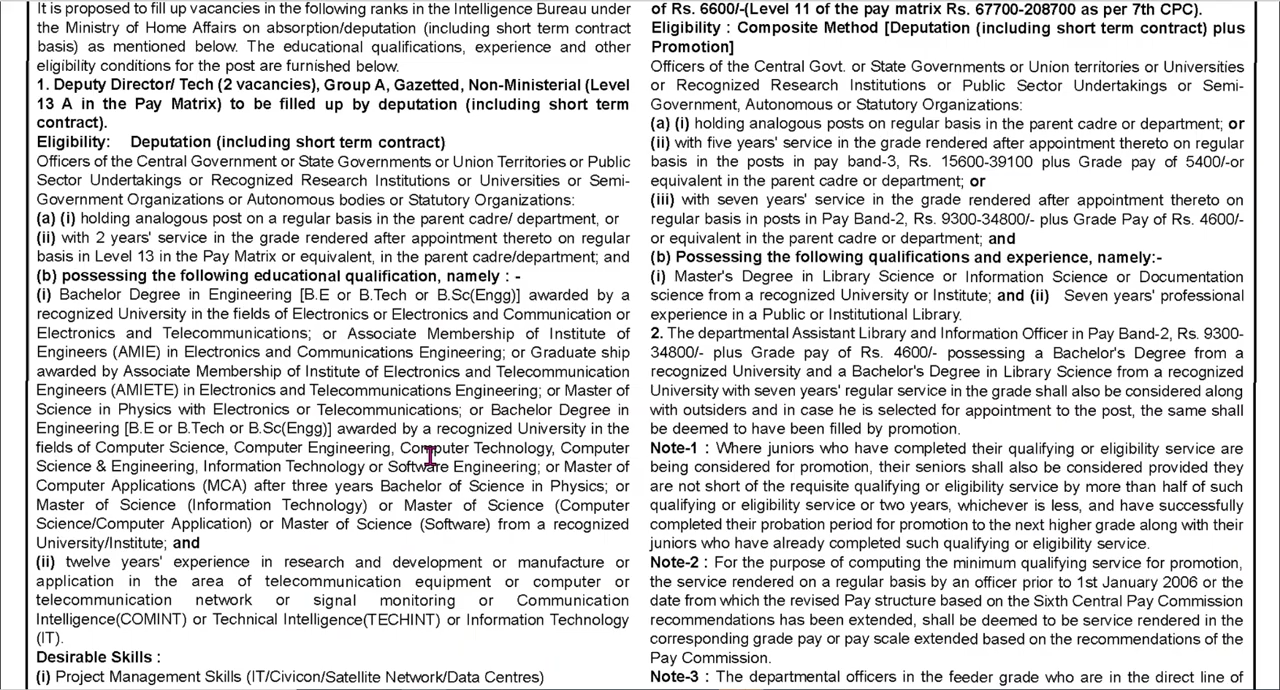 It is proposed to fill up vacancies in the following ranks in the Intelligence Bureau under
the Ministry of Home Affairs on absorption/deputation (including short term contract
basis) as mentioned below. The educational qualifications, experience and other
eligibility conditions for the post are furnished below.
1. Deputy Director/ Tech (2 vacancies), Group A, Gazetted, Non-Ministerial (Level
13 A in the Pay Matrix) to be filled up by deputation (including short term
contract).
Eligibility: Deputation (including short term contract)
Officers of the Central Government or State Governments or Union Territories or Public
Sector Undertakings or Recognized Research Institutions or Universities or Semi-
Government Organizations or Autonomous bodies or Statutory Organizations:
(a) (i) holding analogous post on a regular basis in the parent cadre/ department, or
(ii) with 2 years' service in the grade rendered after appointment thereto on regular
basis in Level 13 in the Pay Matrix or equivalent, in the parent cadre/department; and
(b) possessing the following educational qualification, namely : -
(i) Bachelor Degree in Engineering [B.E or B.Tech or B.Sc(Engg)] awarded by a
recognized University in the fields of Electronics or Electronics and Communication or
Electronics and Telecommunications; or Associate Membership of Institute of
Engineers (AMIE) in Electronics and Communications Engineering; or Graduate ship
awarded by Associate Membership of Institute of Electronics and Telecommunication
Engineers (AMIETE) in Electronics and Telecommunications Engineering; or Master of
Science in Physics with Electronics or Telecommunications; or Bachelor Degree in
Engineering [B.E or B.Tech or B.Sc(Engg)] awarded by a recognized University in the
fields of Computer Science, Computer Engineering, Computer Technology, Computer
Science & Engineering, Information Technology or Software Engineering; or Master of
Computer Applications (MCA) after three years Bachelor of Science in Physics; or
Master of Science (Information Technology) or Master of Science (Computer
Science/Computer Application) or Master of Science (Software) from a recognized
University/Institute; and
(ii) twelve years' experience in research and development or manufacture or
application in the area of telecommunication equipment or computer or
telecommunication network or signal monitoring or Communication
Intelligence(COMINT) or Technical Intelligence(TECHINT) or Information Technology
(IT).
Desirable Skills :
(i) Project Management Skills (IT/Civicon/Satellite Network/Data Centres)
of Rs. 6600/-(Level 11 of the pay matrix Rs. 67700-208700 as per 7th CPC).
Eligibility : Composite Method [Deputation (including short term contract) plus
Promotion]
Officers of the Central Govt. or State Governments or Union territories or Universities
or Recognized Research Institutions or Public Sector Undertakings or Semi-
Government, Autonomous or Statutory Organizations:
(a) (i) holding analogous posts on regular basis in the parent cadre or department; or
(ii) with five years' service in the grade rendered after appointment thereto on regular
basis in the posts in pay band-3, Rs. 15600-39100 plus Grade pay of 5400/-or
equivalent in the parent cadre or department; or
(iii) with seven years' service in the grade rendered after appointment thereto on
regular basis in posts in Pay Band-2, Rs. 9300-34800/- plus Grade Pay of Rs. 4600/-
or equivalent in the parent cadre or department; and
(b) Possessing the following qualifications and experience, namely:-
(i) Master's Degree in Library Science or Information Science or Documentation
science from a recognized University or Institute; and (ii) Seven years' professional
experience in a Public or Institutional Library.
2. The departmental Assistant Library and Information Officer in Pay Band-2, Rs. 9300-
34800/- plus Grade pay of Rs. 4600/- possessing a Bachelor's Degree from a
recognized University and a Bachelor's Degree in Library Science from a recognized
University with seven years' regular service in the grade shall also be considered along
with outsiders and in case he is selected for appointment to the post, the same shall
be deemed to have been filled by promotion.
Note-1 : Where juniors who have completed their qualifying or eligibility service are
being considered for promotion, their seniors shall also be considered provided they
are not short of the requisite qualifying or eligibility service by more than half of such
qualifying or eligibility service or two years, whichever is less, and have successfully
completed their probation period for promotion to the next higher grade along with their
juniors who have already completed such qualifying or eligibility service.
Note-2 : For the purpose of computing the minimum qualifying service for promotion,
the service rendered on a regular basis by an officer prior to 1st January 2006 or the
date from which the revised Pay structure based on the Sixth Central Pay Commission
recommendations has been extended, shall be deemed to be service rendered in the
corresponding grade pay or pay scale extended based on the recommendations of the
Pay Commission.
Note-3 : The departmental officers in the feeder grade who are in the direct line of